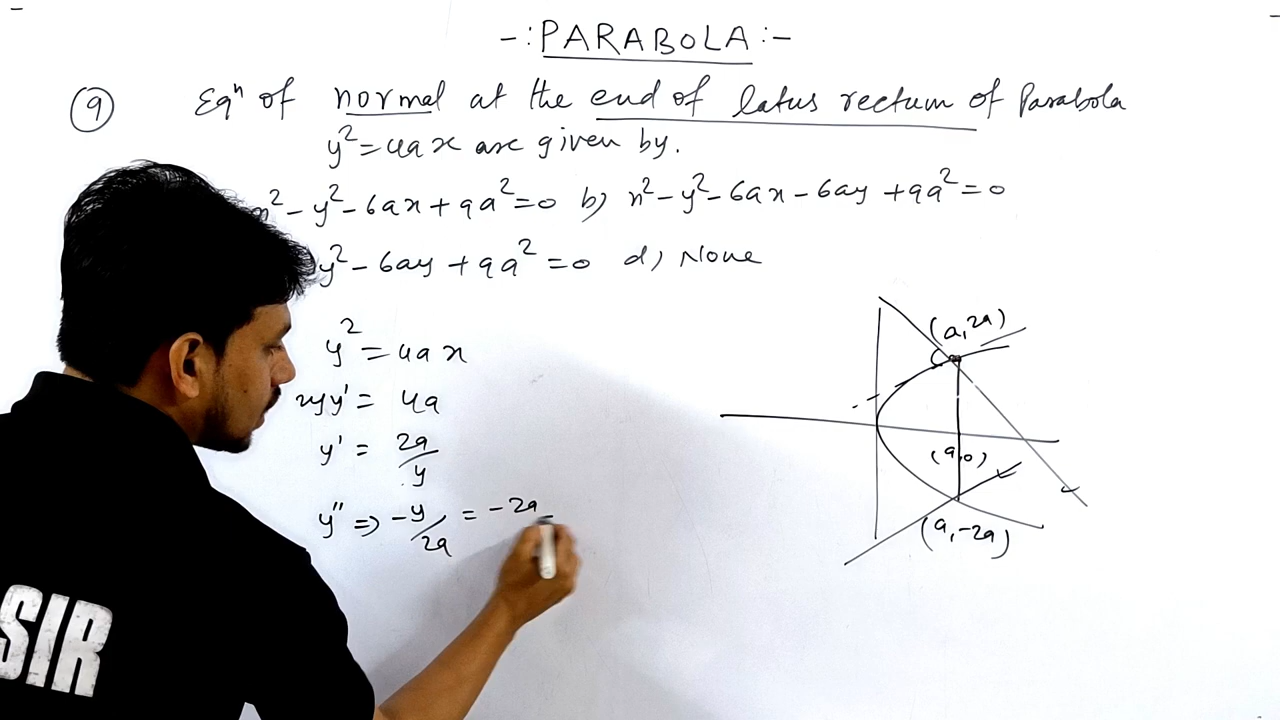 -: PARABOLA :-
(9) Eqⁿ of normal at the end of latus rectum of Parabola
y² = 4ax are given by.
x² - y² - 6ax + 9a² = 0 b) x² - y² - 6ax - 6ay + 9a² = 0
y² - 6ay + 9a² = 0 d) None
y² = 4ax
2yy' = 4a
y' = 2a/y
y'' => -y/2a = -2a
(a, 2a)
(a, 0)
(a, -2a)
SIR